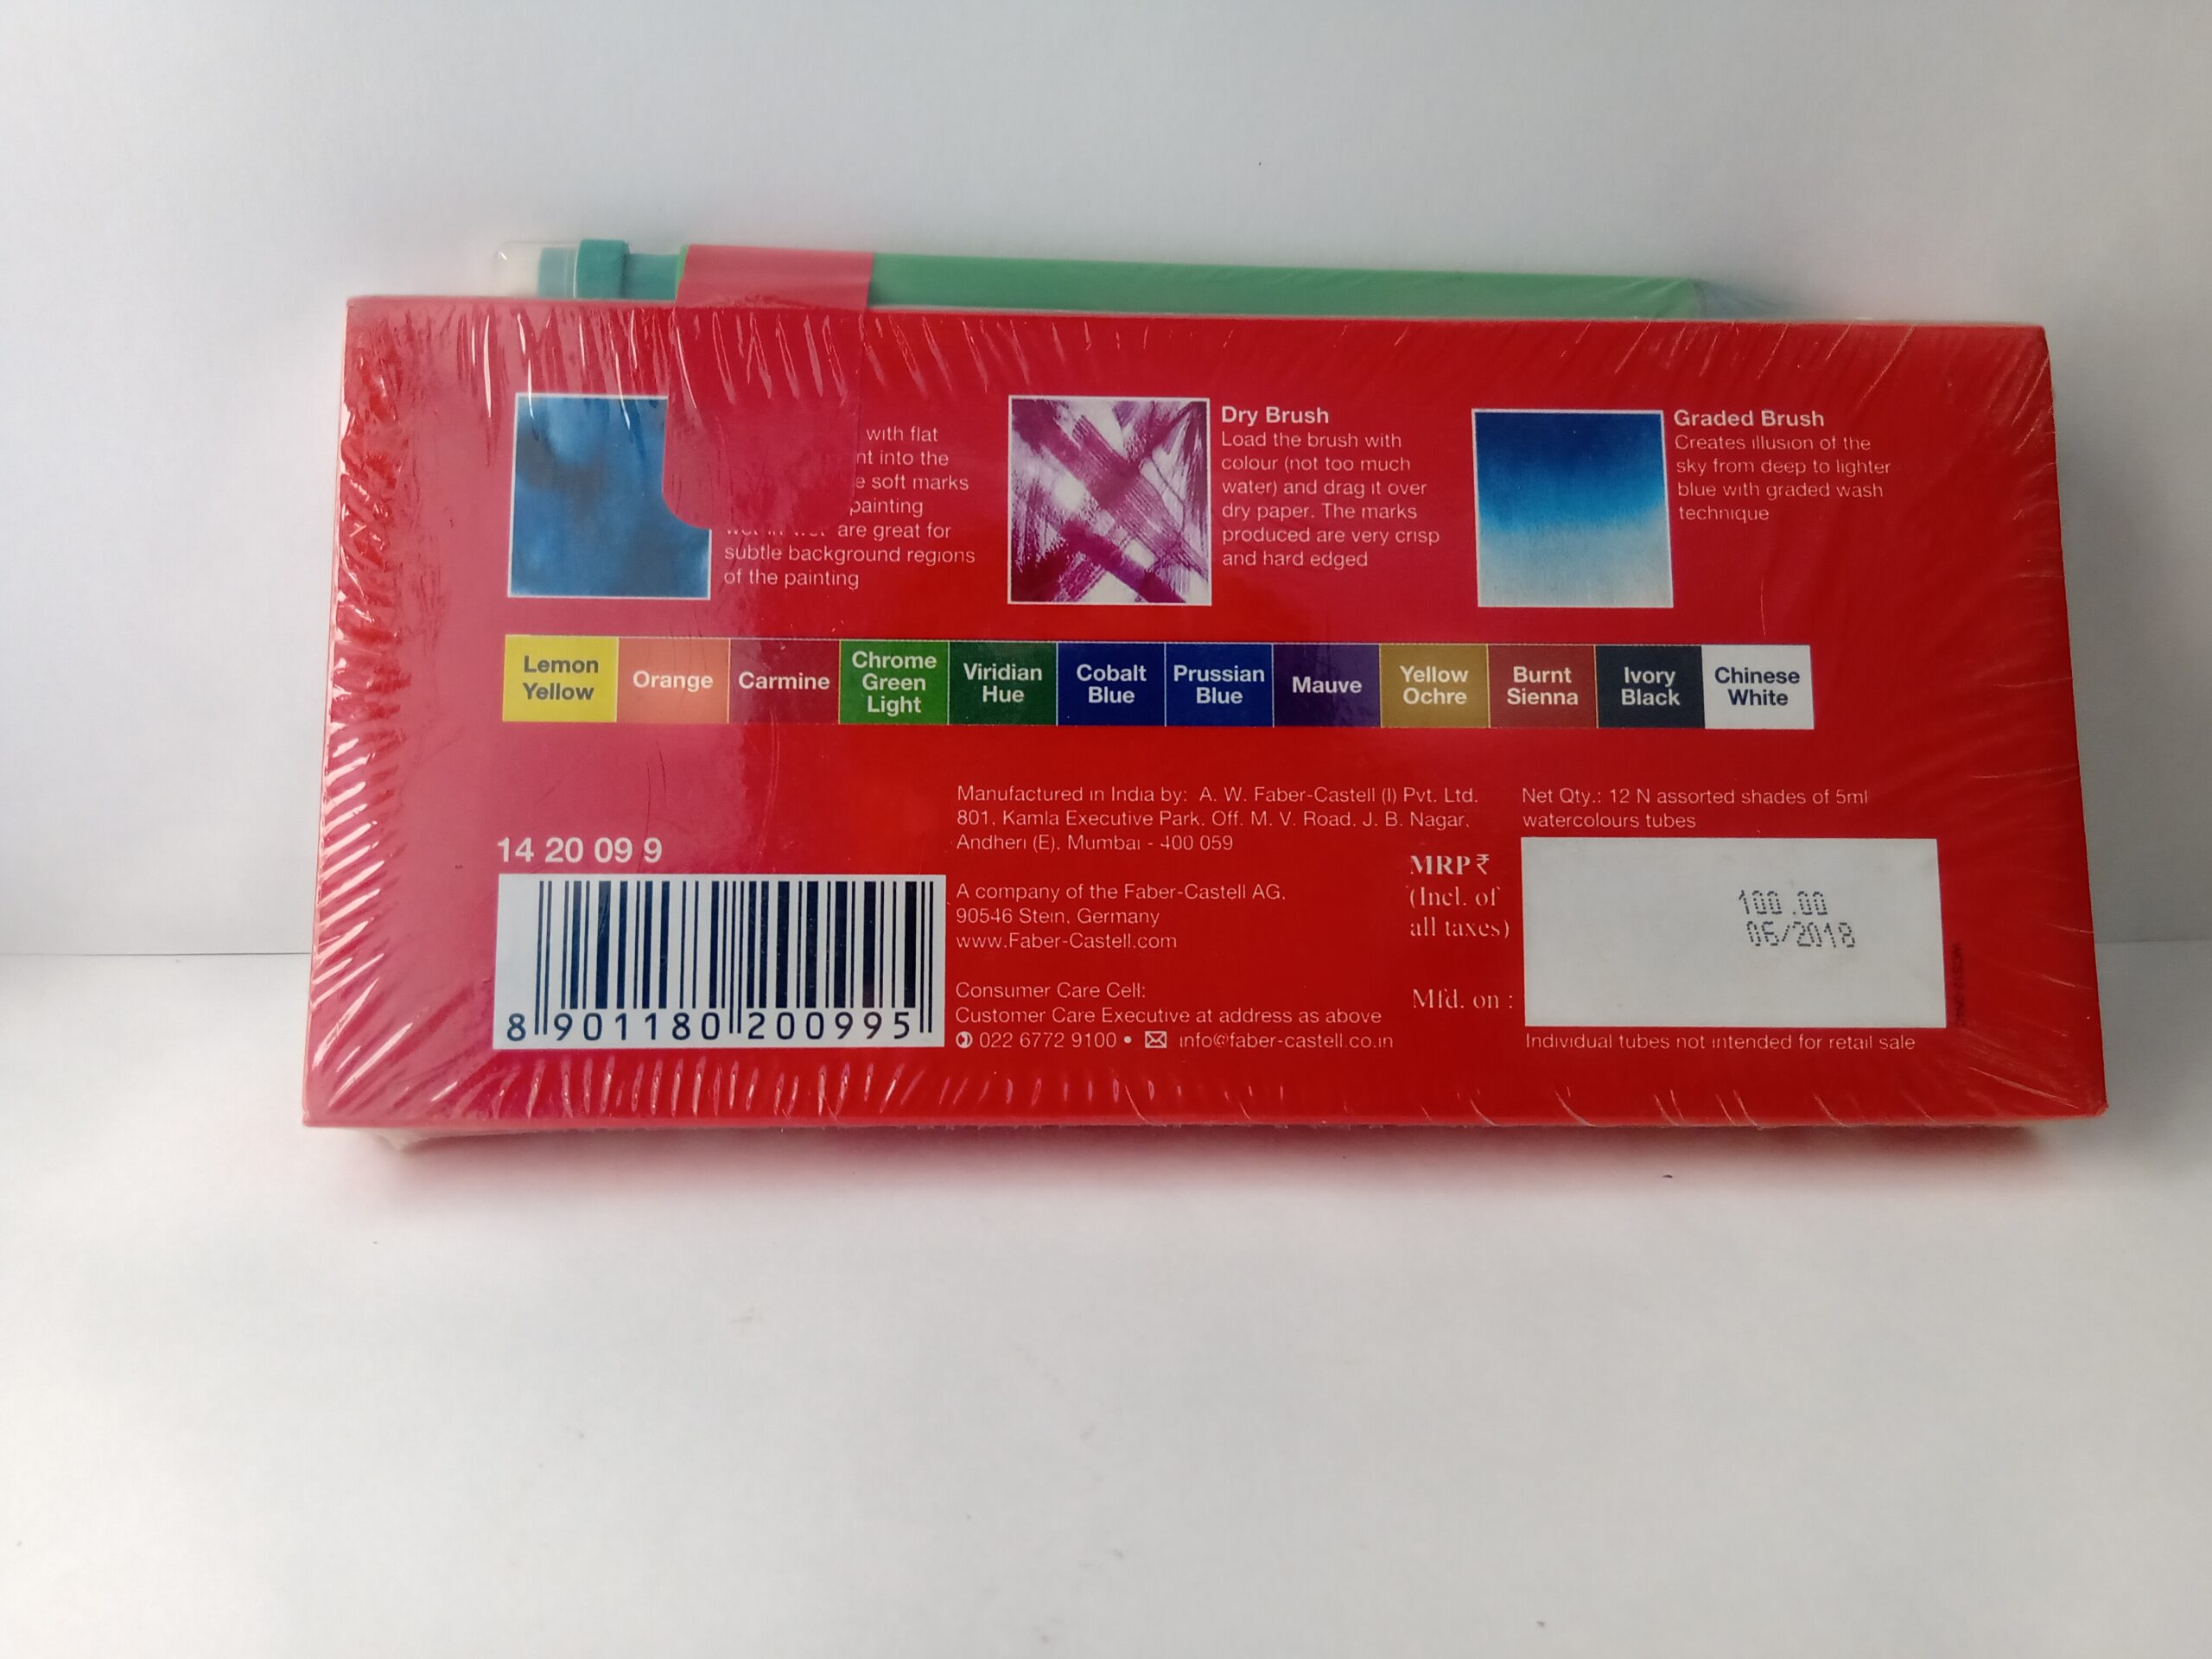 with flat
into the
soft marks
painting
are great for
subtle background regions
of the painting
Dry Brush
Load the brush with
colour (not too much
water) and drag it over
dry paper. The marks
produced are very crisp
and hard edged
Graded Brush
Creates illusion of the
sky from deep to lighter
blue with graded wash
technique
Lemon
Yellow
Orange
Carmine
Chrome
Green
Light
Viridian
Hue
Cobalt
Blue
Prussian
Blue
Mauve
Yellow
Ochre
Burnt
Sienna
Ivory
Black
Chinese
White
14 20 09 9
8 901180 200995
Manufactured in India by: A. W. Faber-Castell (I) Pvt. Ltd.
801, Kamla Executive Park, Off. M. V. Road, J. B. Nagar,
Andheri (E), Mumbai - 400 059
A company of the Faber-Castell AG,
90546 Stein, Germany
www.Faber-Castell.com
Consumer Care Cell:
Customer Care Executive at address as above
022 6772 9100 • info@faber-castell.co.in
Net Qty.: 12 N assorted shades of 5ml
watercolours tubes
MRP ₹
(Incl. of
all taxes)
100.00
06/2018
Mfd. on :
Individual tubes not intended for retail sale